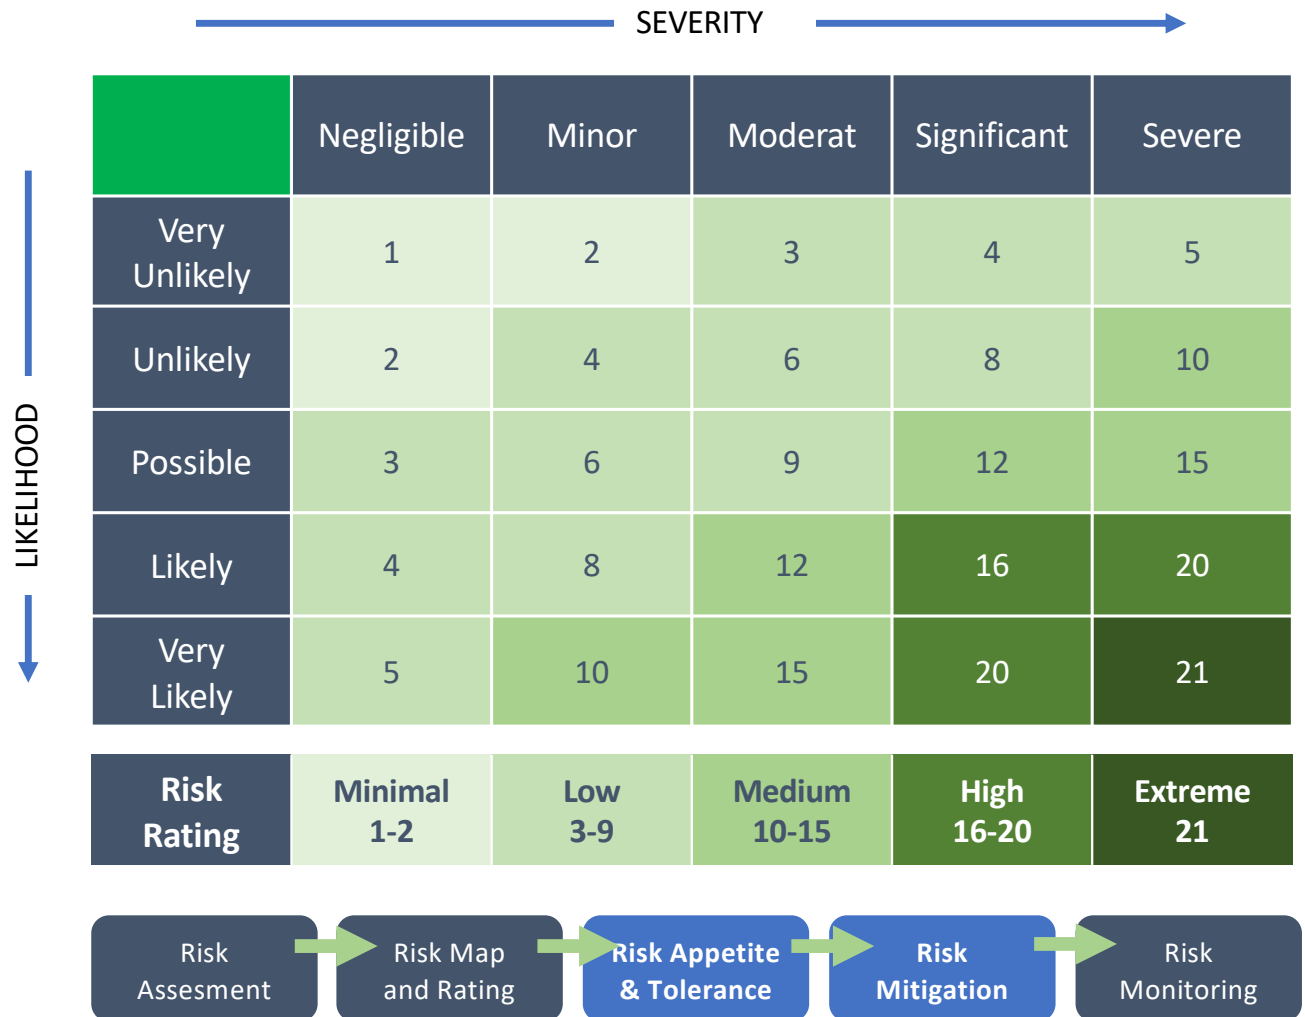 SEVERITY
Negligible Minor Moderat Significant Severe
LIKELIHOOD
Very
Unlikely
1 2 3 4 5
Unlikely 2 4 6 8 10
Possible 3 6 9 12 15
Likely 4 8 12 16 20
Very
Likely
5 10 15 20 21
Risk
Rating
Minimal
1-2
Low
3-9
Medium
10-15
High
16-20
Extreme
21
Risk
Assesment
Risk Map
and Rating
Risk Appetite
& Tolerance
Risk
Mitigation
Risk
Monitoring